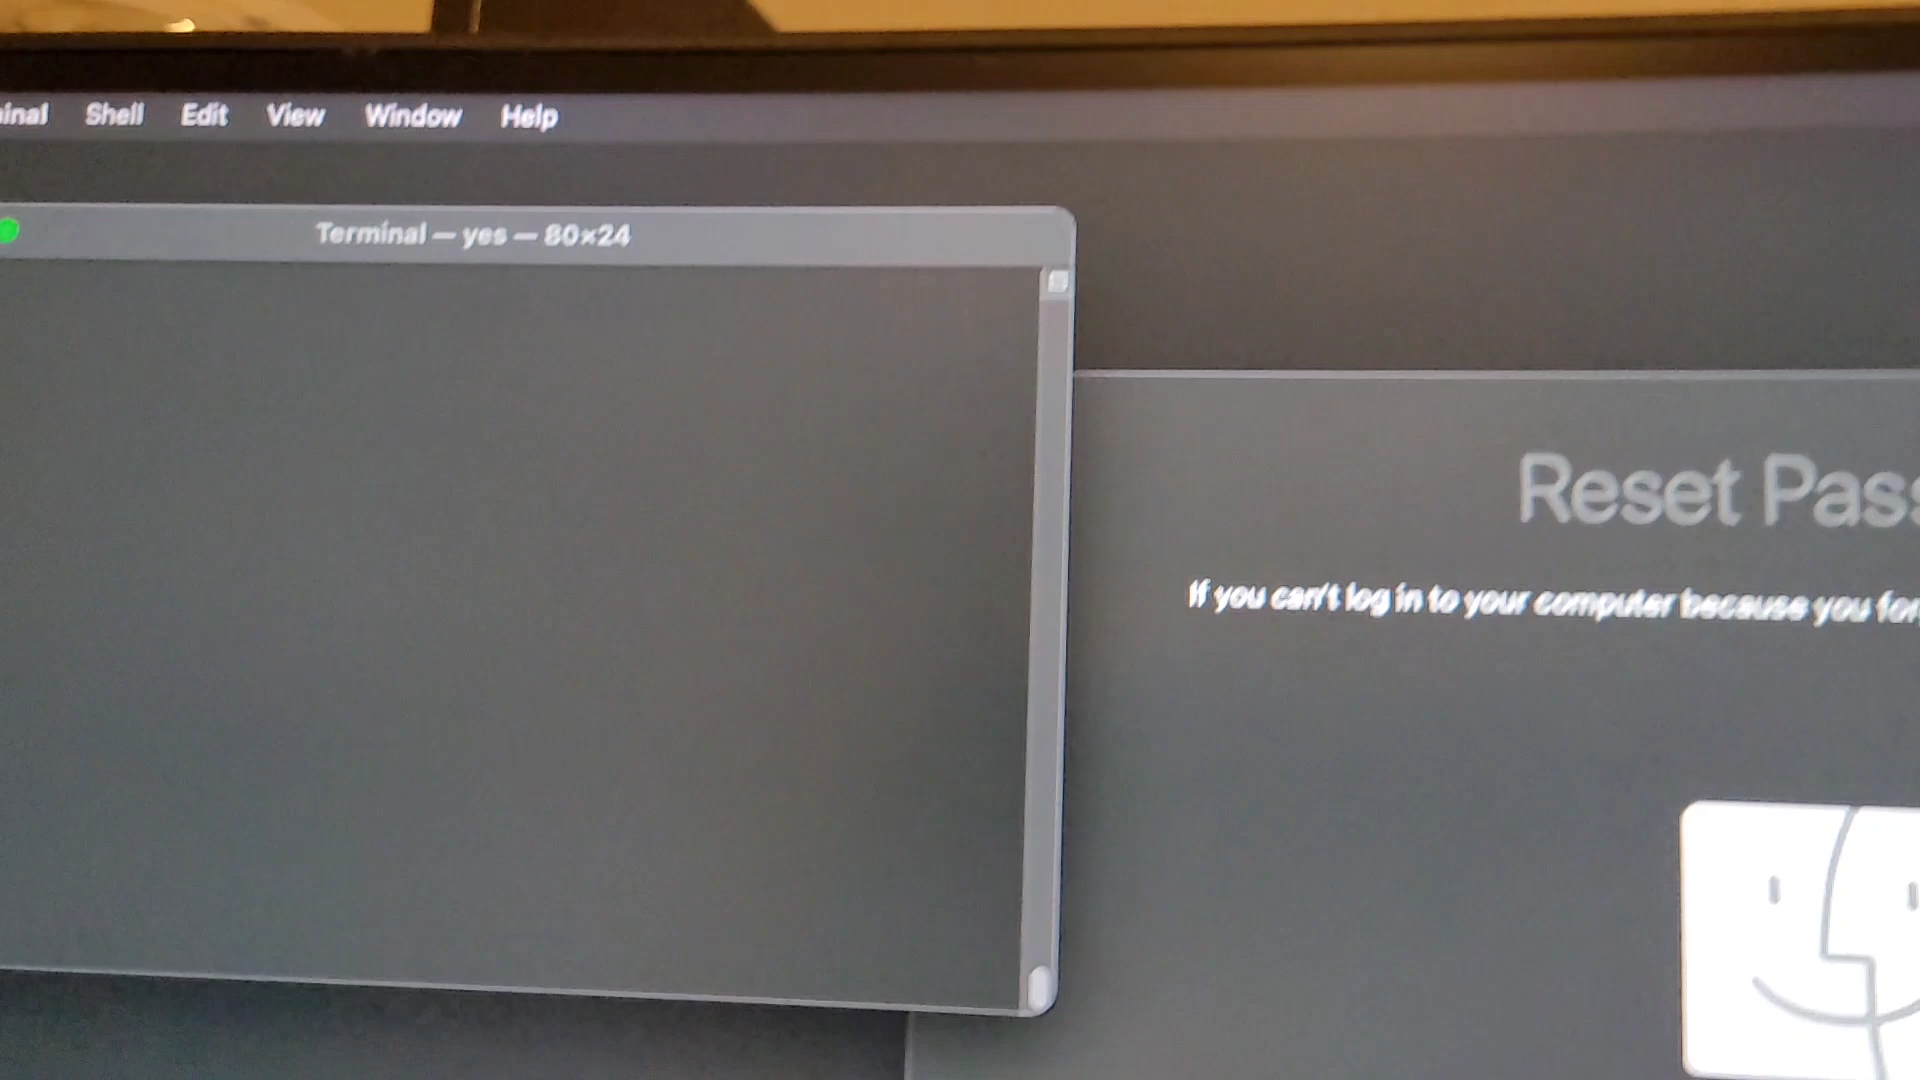 inal Shell Edit View Window Help
Terminal — yes — 80×24
Reset Pass
If you can't log in to your computer because you for